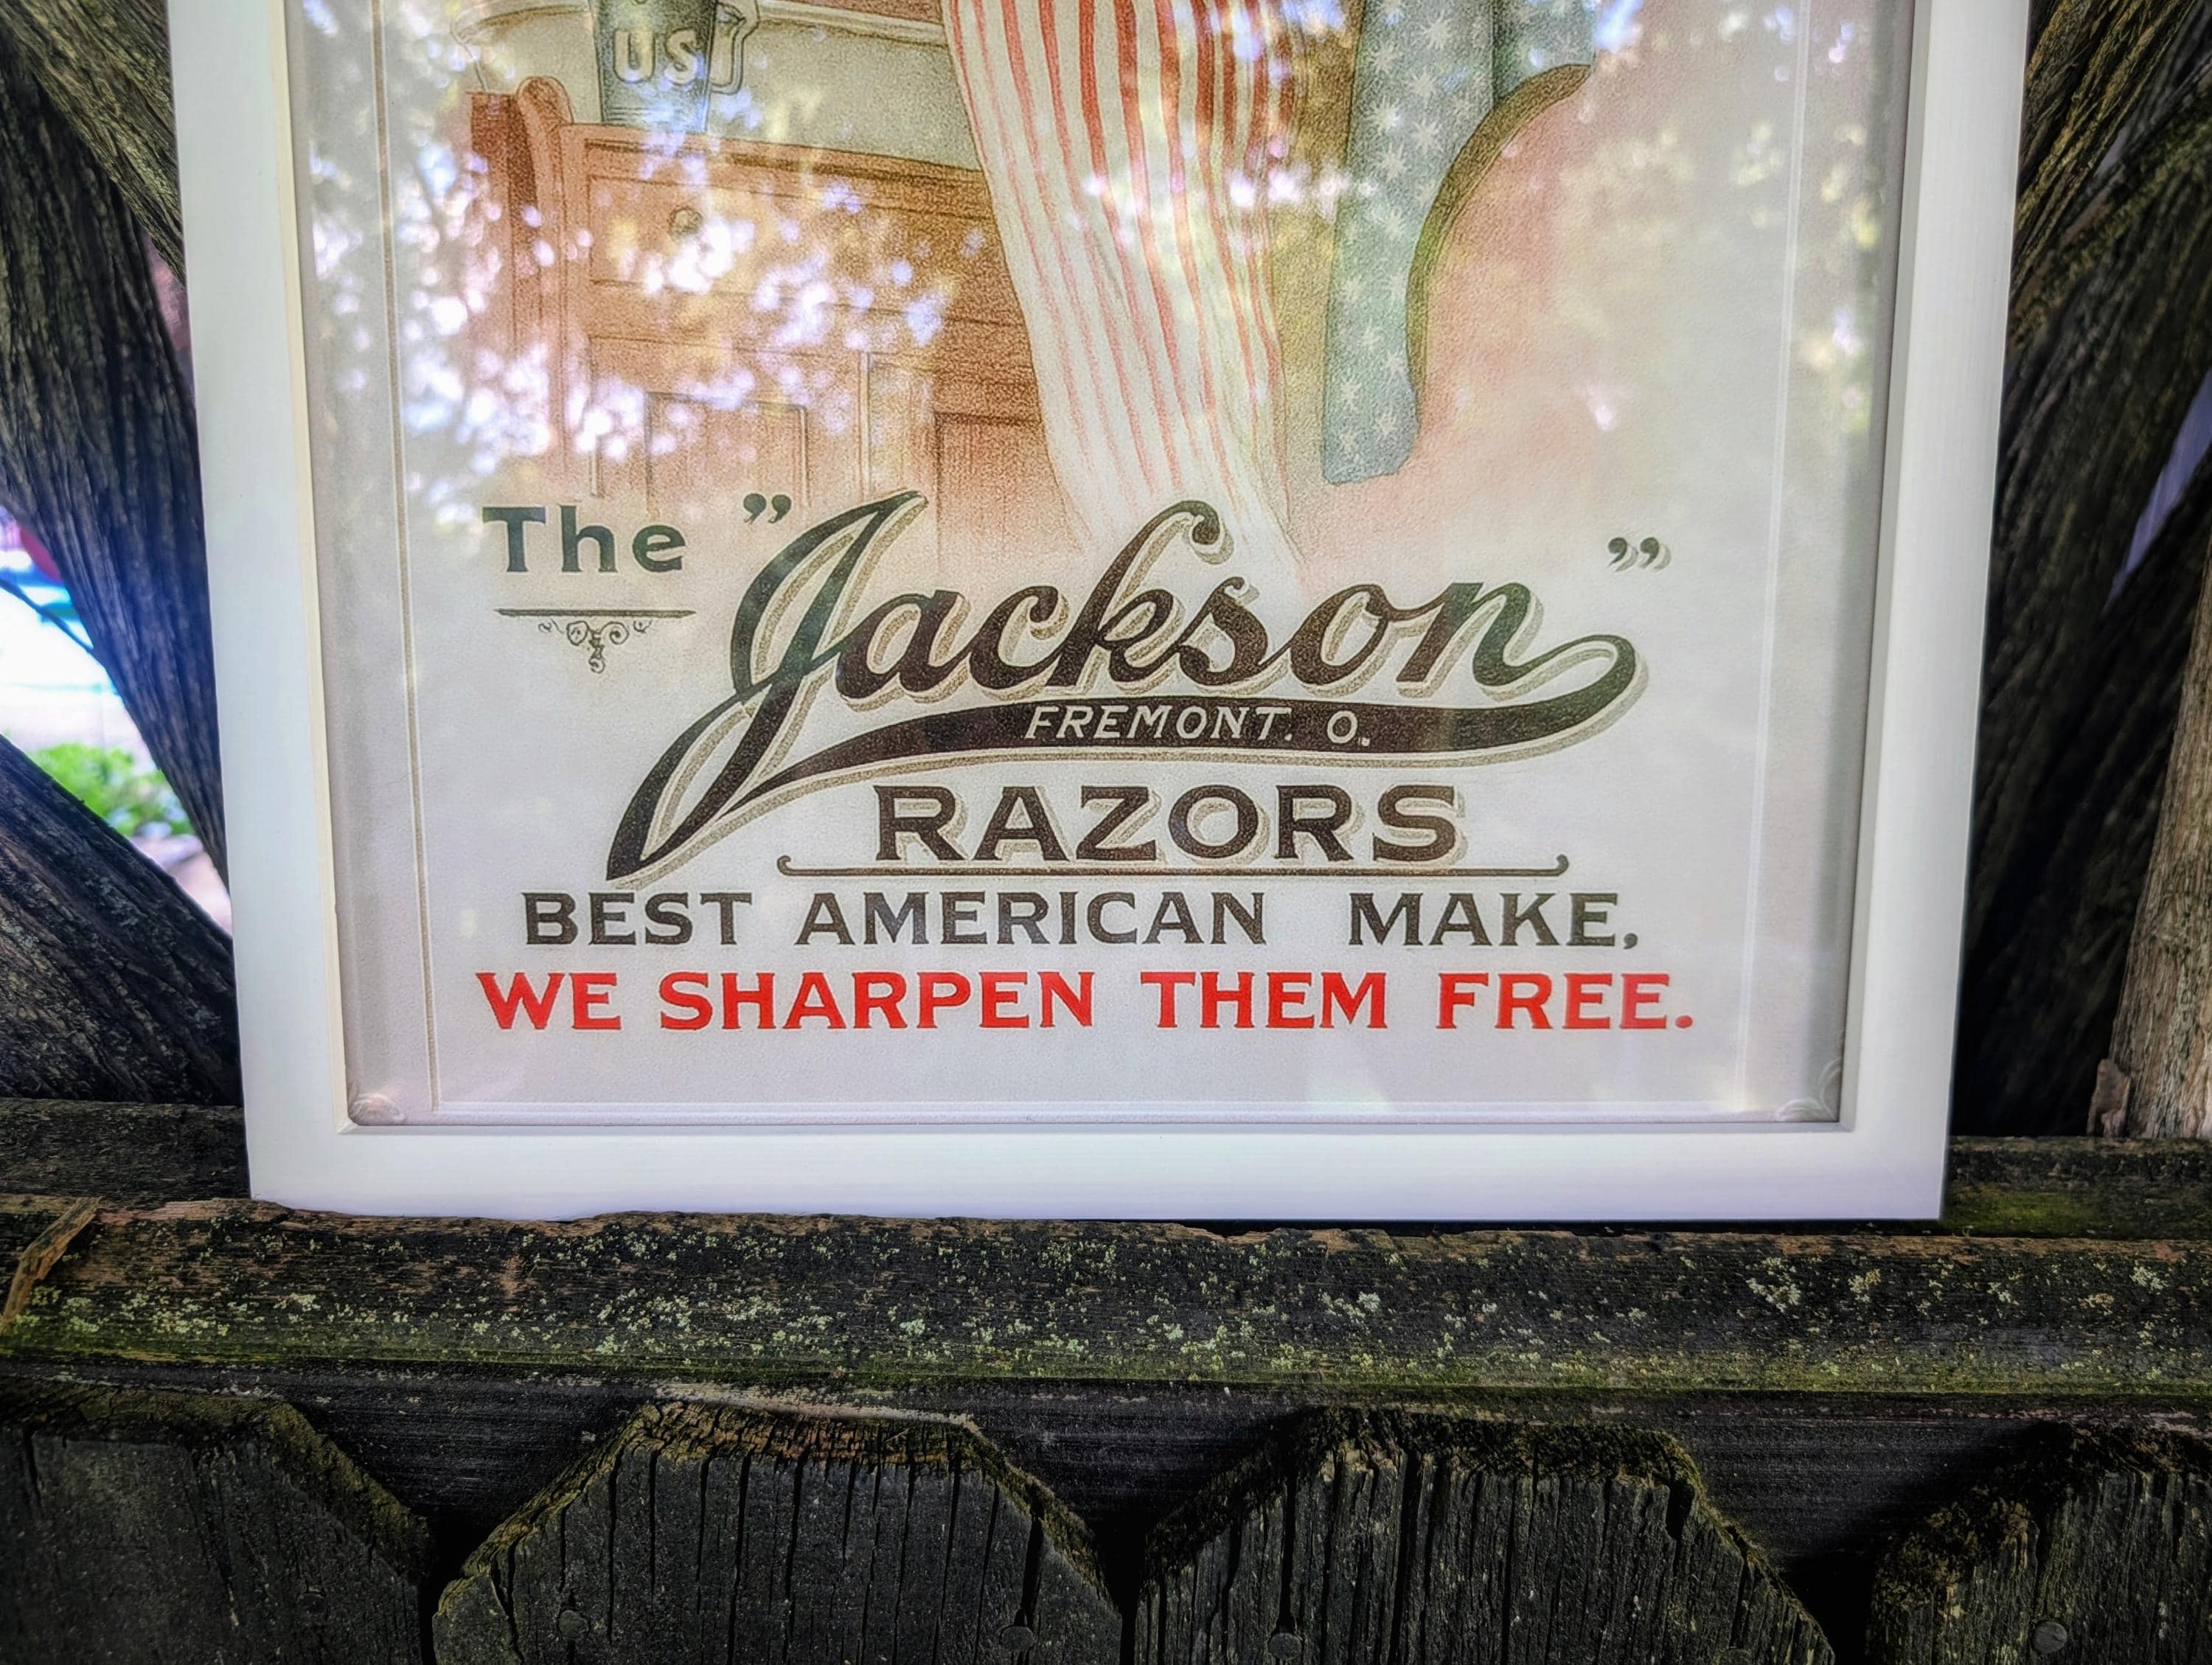 US
The ”Jackson”
FREMONT. O.
RAZORS
BEST AMERICAN MAKE.
WE SHARPEN THEM FREE.